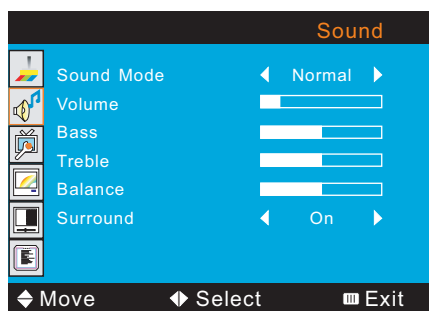 Sound
Sound Mode Normal
Volume
Bass
Treble
Balance
Surround On
Move Select Exit